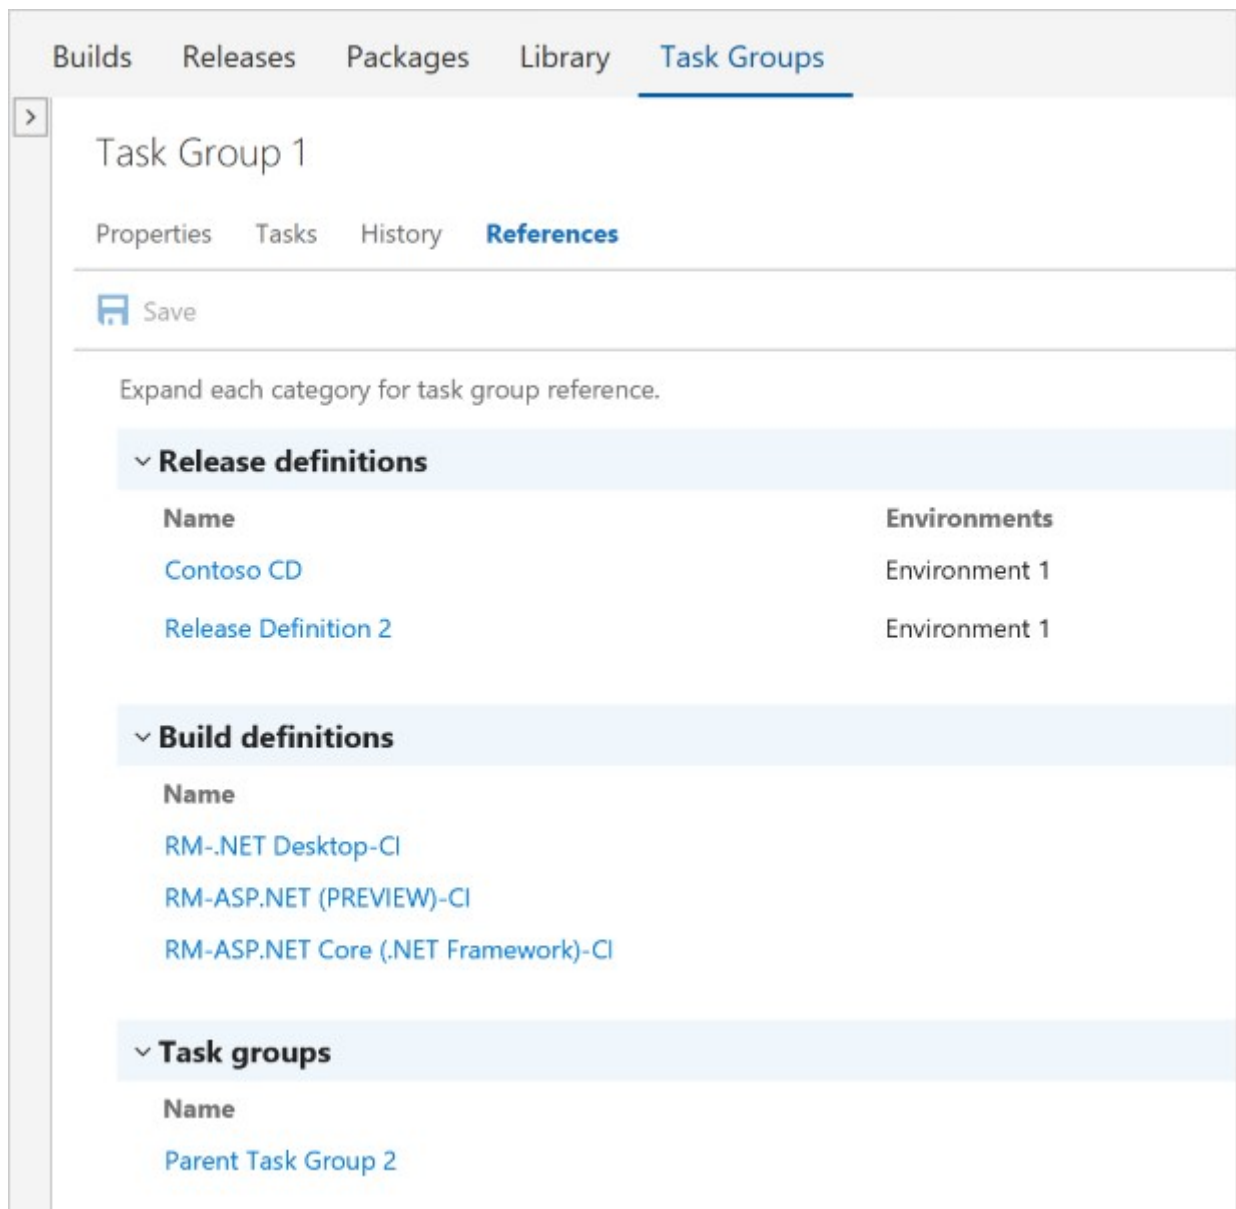 Builds Releases Packages Library Task Groups
Task Group 1
Properties Tasks History References
Save
Expand each category for task group reference.
Release definitions
Name Environments
Contoso CD Environment 1
Release Definition 2 Environment 1
Build definitions
Name
RM-.NET Desktop-CI
RM-ASP.NET (PREVIEW)-CI
RM-ASP.NET Core (.NET Framework)-CI
Task groups
Name
Parent Task Group 2